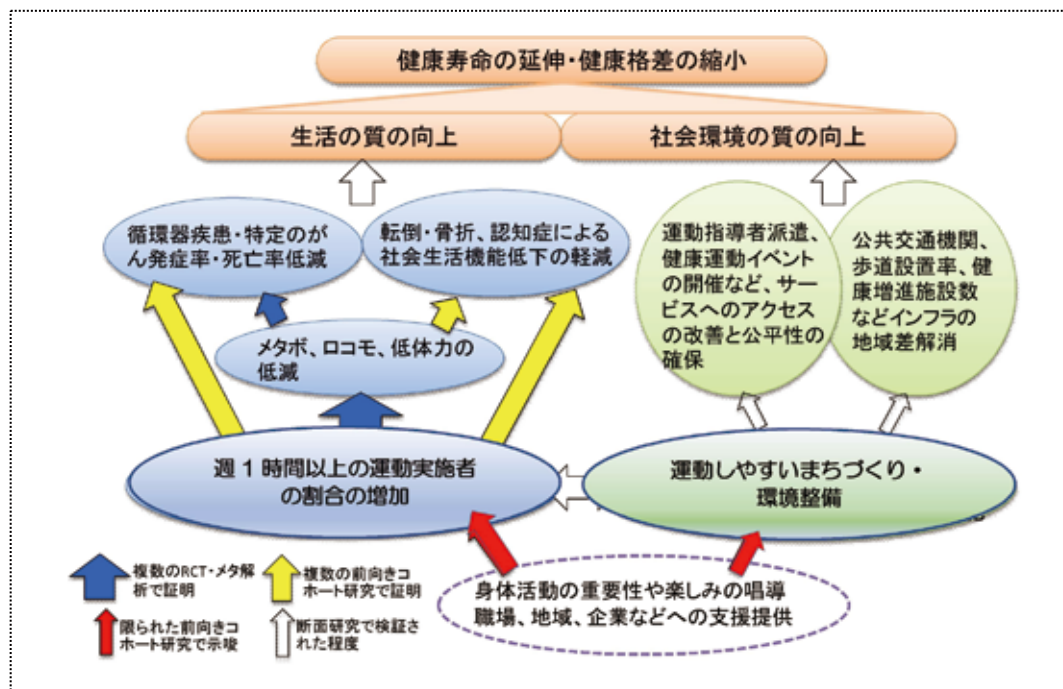 健康寿命の延伸・健康格差の縮小
生活の質の向上
社会環境の質の向上
循環器疾患・特定のが
ん発症率・死亡率低減
転倒・骨折、認知症による
社会生活機能低下の軽減
運動指導者派遣、
健康運動イベント
の開催など、サー
ビスへのアクセス
の改善と公平性の
確保
公共交通機関、
歩道設置率、健
康増進施設数
などインフラの
地域差解消
メタボ、ロコモ、低体力の
低減
週1時間以上の運動実施者
の割合の増加
運動しやすいまちづくり・
環境整備
身体活動の重要性や楽しみの唱導
職場、地域、企業などへの支援提供
複数のRCT・メタ解
析で証明
複数の前向きコ
ホート研究で証明
限られた前向きコ
ホート研究で示唆
断面研究で検証さ
れた程度